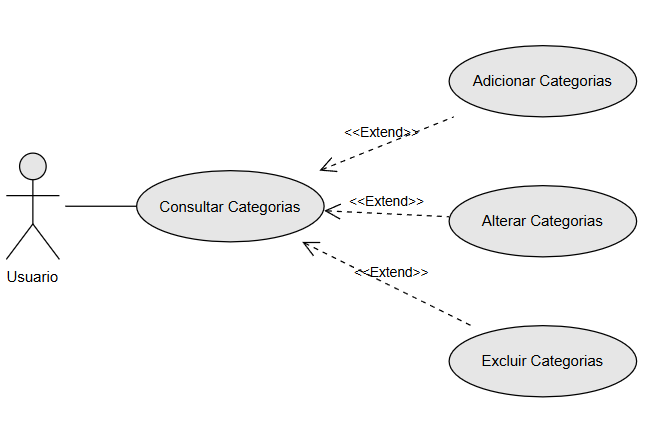 Adicionar Categorias
<<Extend>>
Consultar Categorias
<<Extend>>
Alterar Categorias
Usuario
<<Extend>>
Excluir Categorias